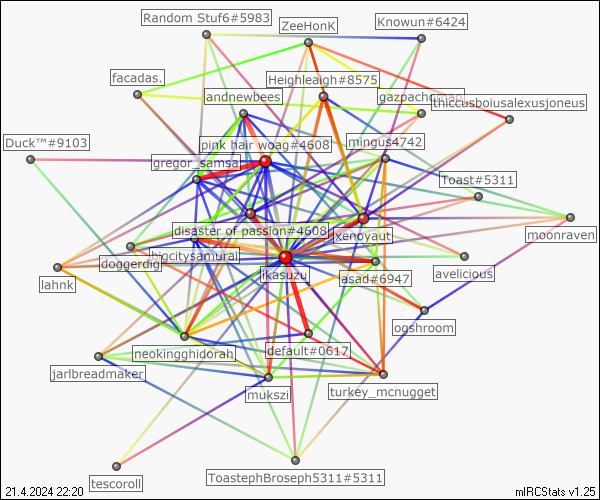 Random Stuf6#5983
ZeeHonK
Knowun#6424
facadas.
Heighleaigh#8575
andnewbees
gazpachoman
thiccusboiusalexusjoneus
Duck™#9103
pink hair woag#4608
mingus4742
gregor_samsa
Toast#5311
disaster of passion#4608
xenoyaut
moonraven
bigcitysamurai
doggerdig
lahnk
ikasuzu
asad#6947
avelicious
ogshroom
neokingghidorah
default#0617
jarlbreadmaker
mukszi
turkey_mcnugget
tescoroll
ToastephBroseph5311#5311
21.4.2024 22:20
mIRCStats v1.25